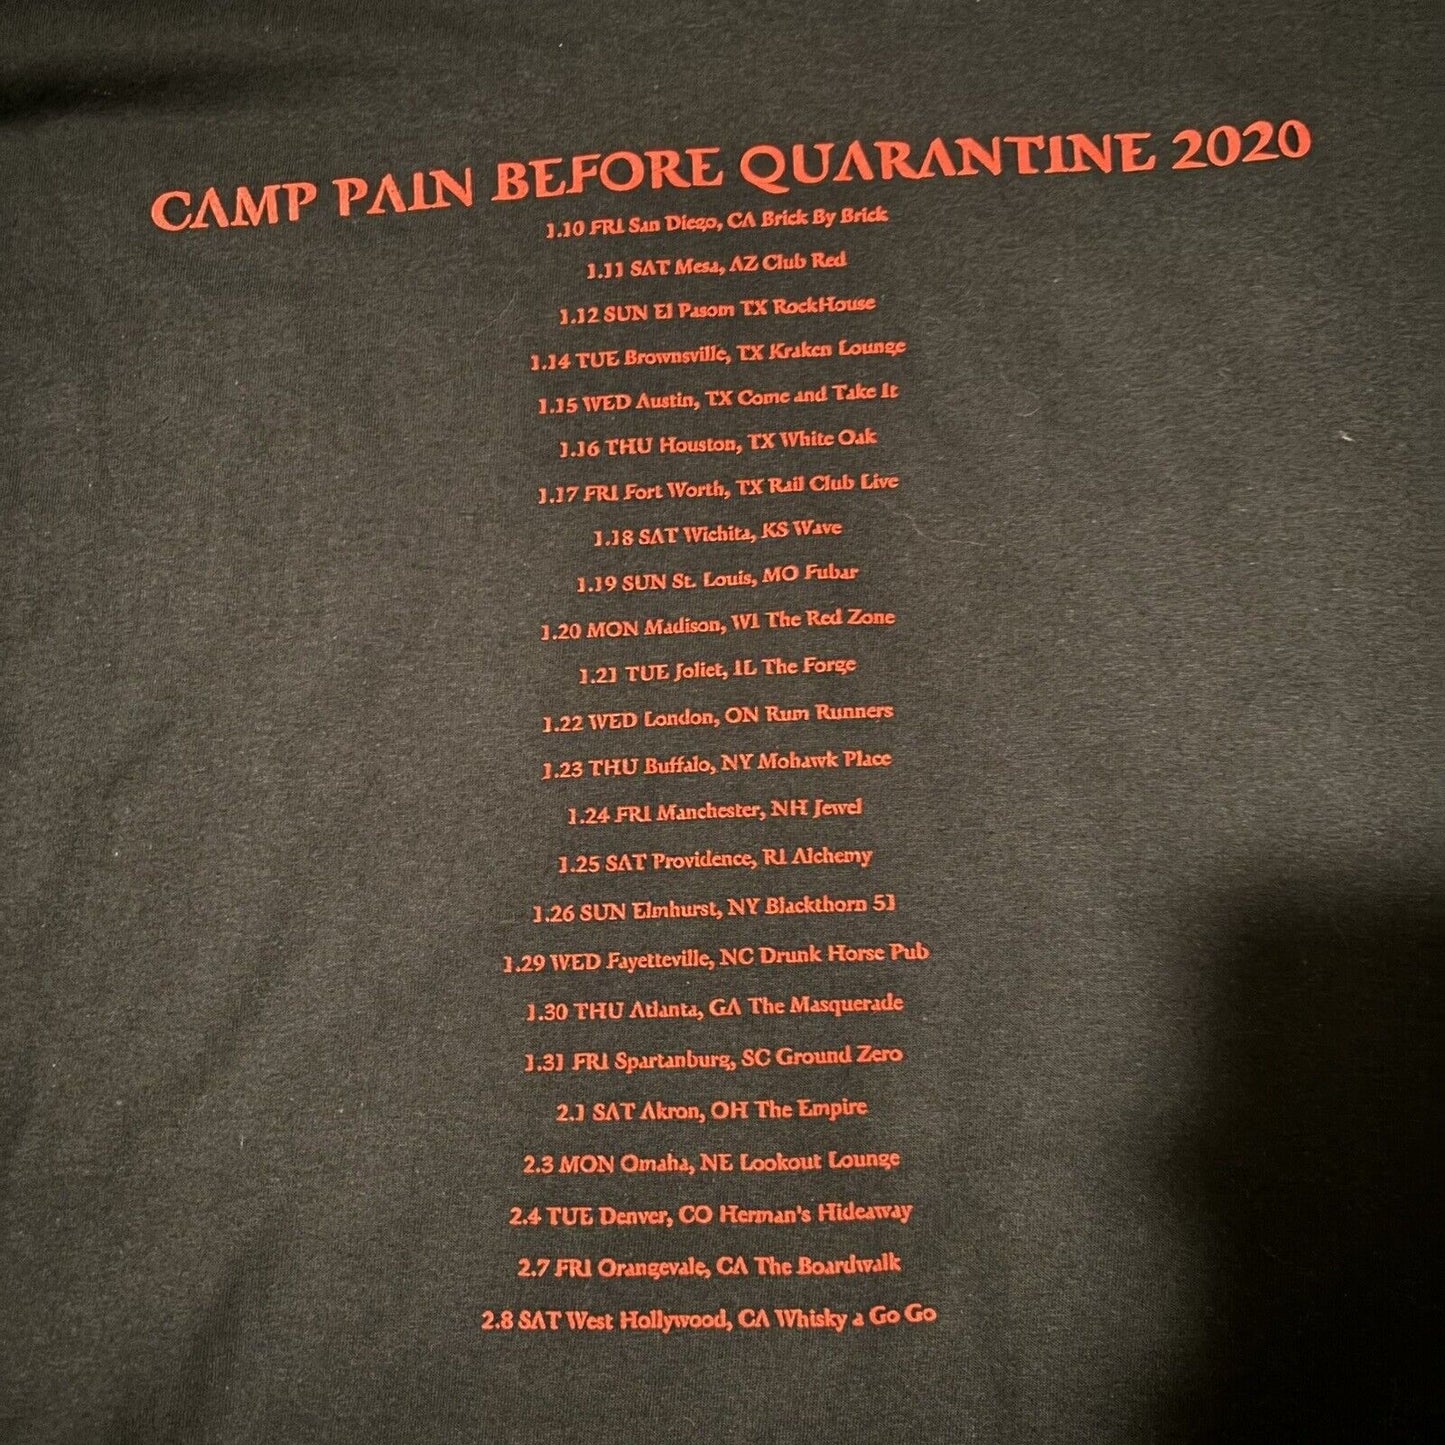 CAMP PAIN BEFORE QUARANTINE 2020
1.10 FRI San Diego, CA Brick By Brick
1.11 SAT Mesa, AZ Club Red
1.12 SUN El Pasom TX RockHouse
1.14 TUE Brownsville, TX Kraken Lounge
1.15 WED Austin, TX Come and Take It
1.16 THU Houston, TX White Oak
1.17 FRI Fort Worth, TX Rail Club Live
1.18 SAT Wichita, KS Wave
1.19 SUN St. Louis, MO Fubar
1.20 MON Madison, WI The Red Zone
1.21 TUE Joliet, IL The Forge
1.22 WED London, ON Rum Runners
1.23 THU Buffalo, NY Mohawk Place
1.24 FRI Manchester, NH Jewel
1.25 SAT Providence, RI Alchemy
1.26 SUN Elmhurst, NY Blackthorn 51
1.29 WED Fayetteville, NC Drunk Horse Pub
1.30 THU Atlanta, GA The Masquerade
1.31 FRI Spartanburg, SC Ground Zero
2.1 SAT Akron, OH The Empire
2.3 MON Omaha, NE Lookout Lounge
2.4 TUE Denver, CO Herman's Hideaway
2.7 FRI Orangevale, CA The Boardwalk
2.8 SAT West Hollywood, CA Whisky a Go Go